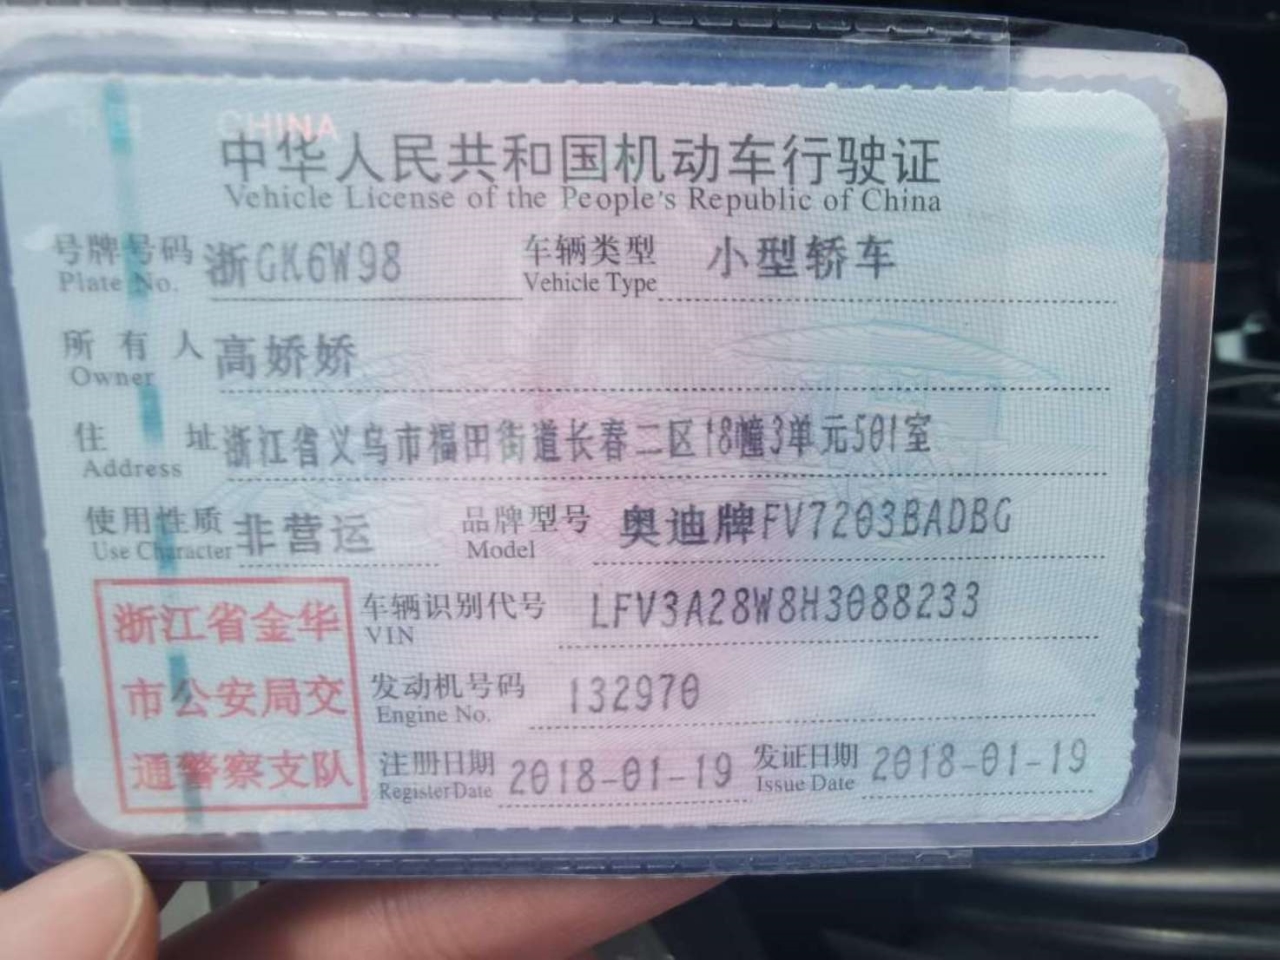 CHINA
中华人民共和国机动车行驶证
Vehicle License of the People's Republic of China
号牌号码 浙GK6W98 车辆类型 小型轿车
Plate No. Vehicle Type
所有人 高娇娇
Owner
住址 浙江省义乌市福田街道长春二区18幢3单元501室
Address
使用性质 非营运 品牌型号 奥迪牌FV7203BADBG
Use Character Model
浙江省金华
市公安局交
通警察支队
车辆识别代号 LFV3A28W8H3088233
VIN
发动机号码 132970
Engine No.
注册日期 2018-01-19 发证日期 2018-01-19
Register Date Issue Date